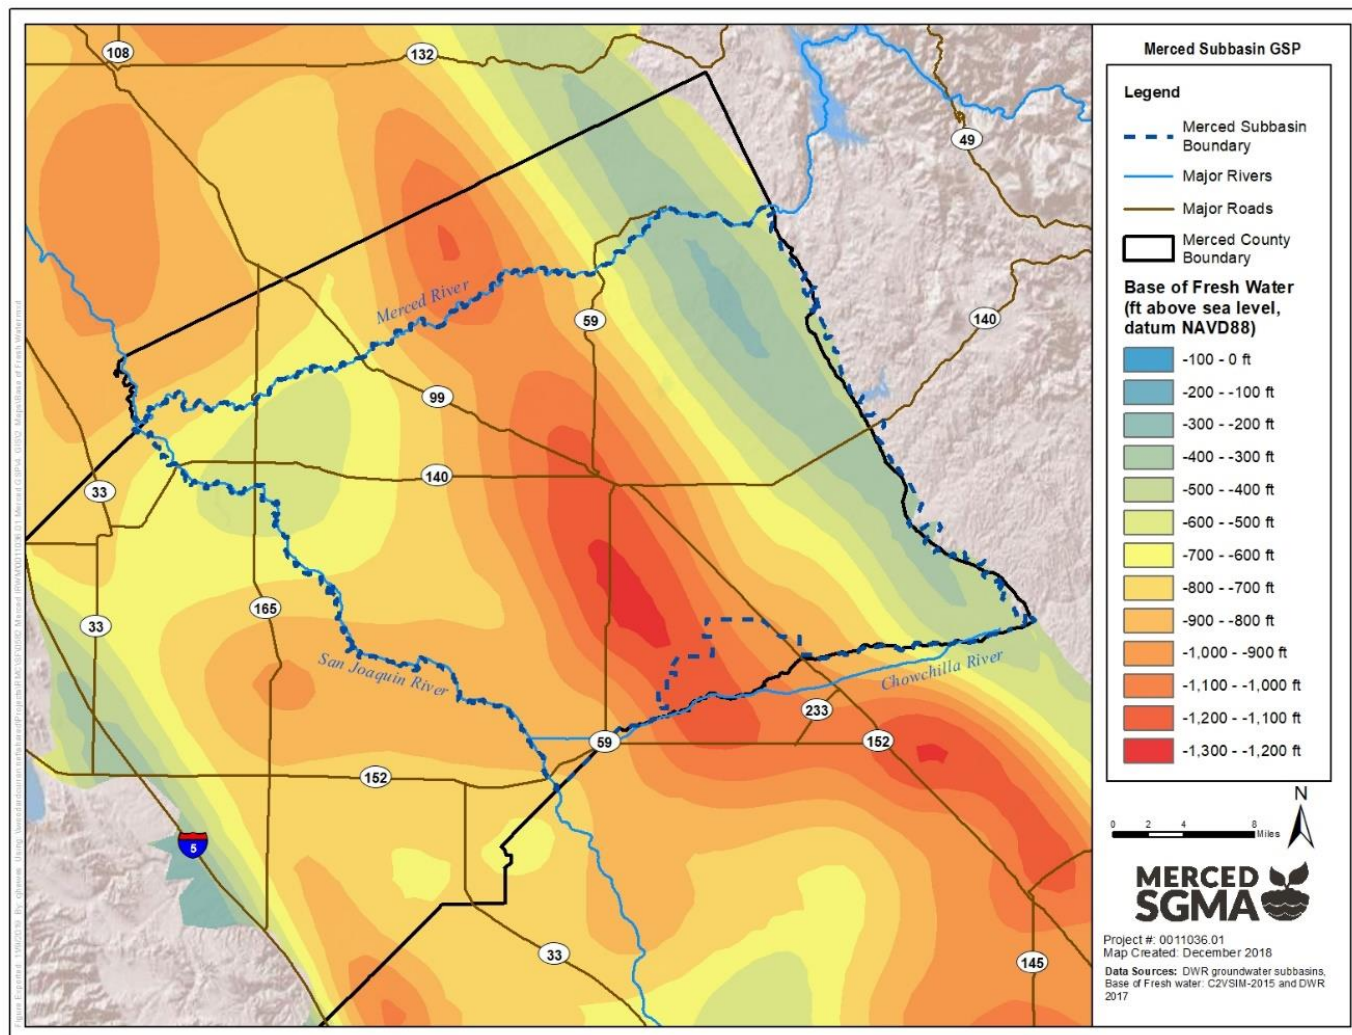 108
132
49
Merced River
59
140
99
140
33
33
165
San Joaquin River
Chowchilla River
233
59
152
152
5
33
145
Merced Subbasin GSP
Legend
Merced Subbasin
Boundary
Major Rivers
Major Roads
Merced County
Boundary
Base of Fresh Water
(ft above sea level,
datum NAVD88)
-100 - 0 ft
-200 - -100 ft
-300 - -200 ft
-400 - -300 ft
-500 - -400 ft
-600 - -500 ft
-700 - -600 ft
-800 - -700 ft
-900 - -800 ft
-1,000 - -900 ft
-1,100 - -1,000 ft
-1,200 - -1,100 ft
-1,300 - -1,200 ft
N
0 2 4 8
Miles
MERCED
SGMA
Project #: 0011036.01
Map Created: December 2018
Data Sources: DWR groundwater subbasins,
Base of Fresh water: C2VSIM-2015 and DWR
2017